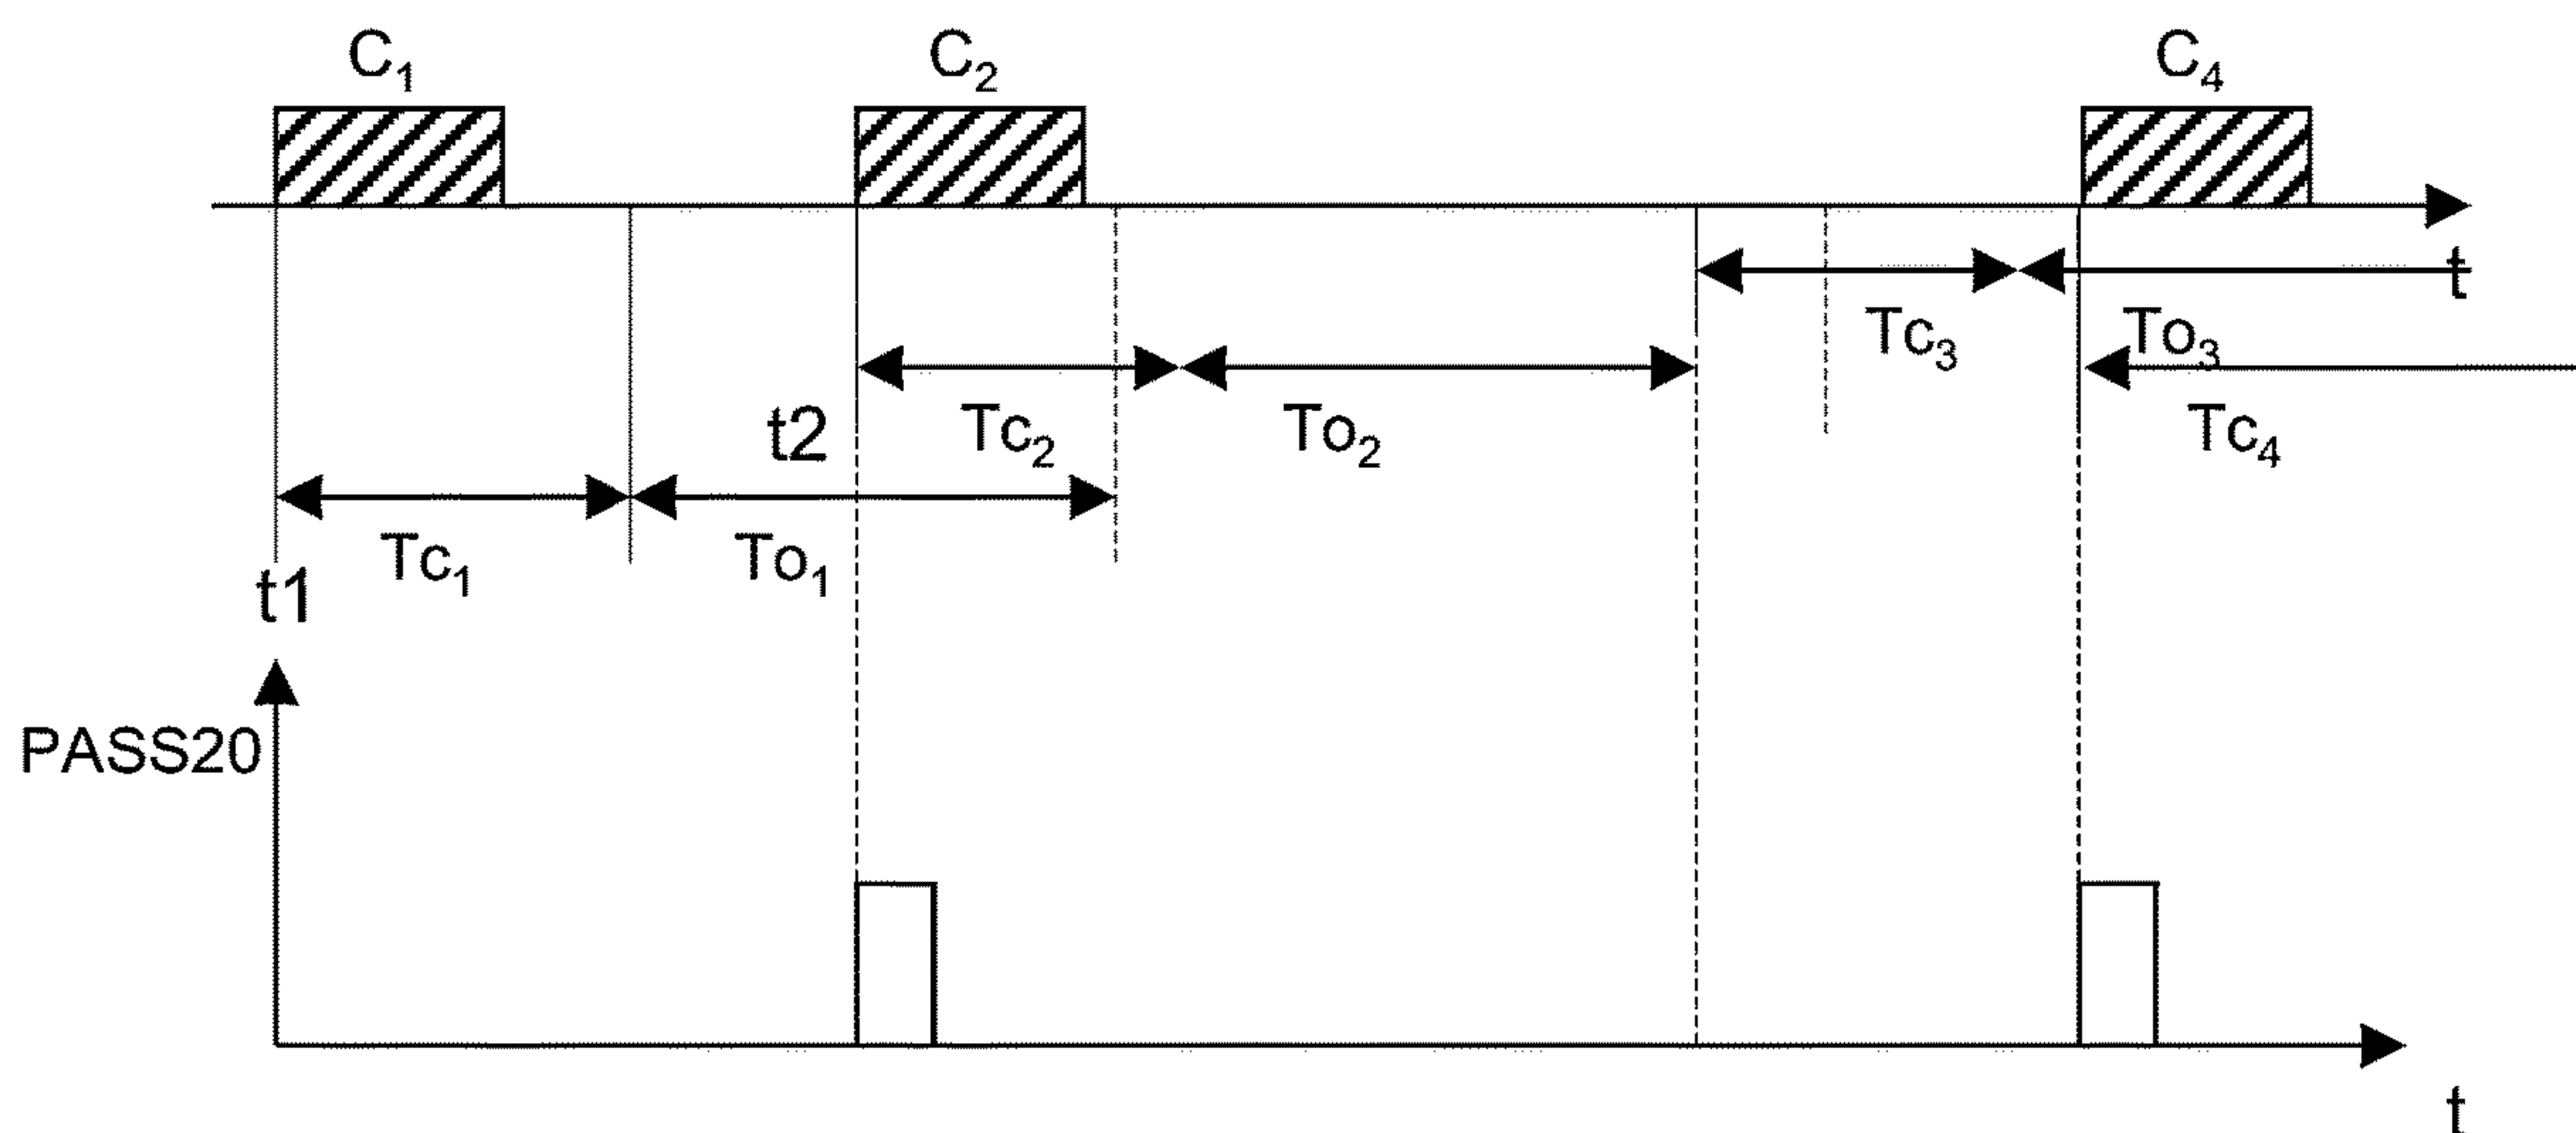 C₁ C₂ C₄
t
Tc₃ To₃
t2 Tc₂ To₂ Tc₄
Tc₁ To₁
t1
PASS20
t